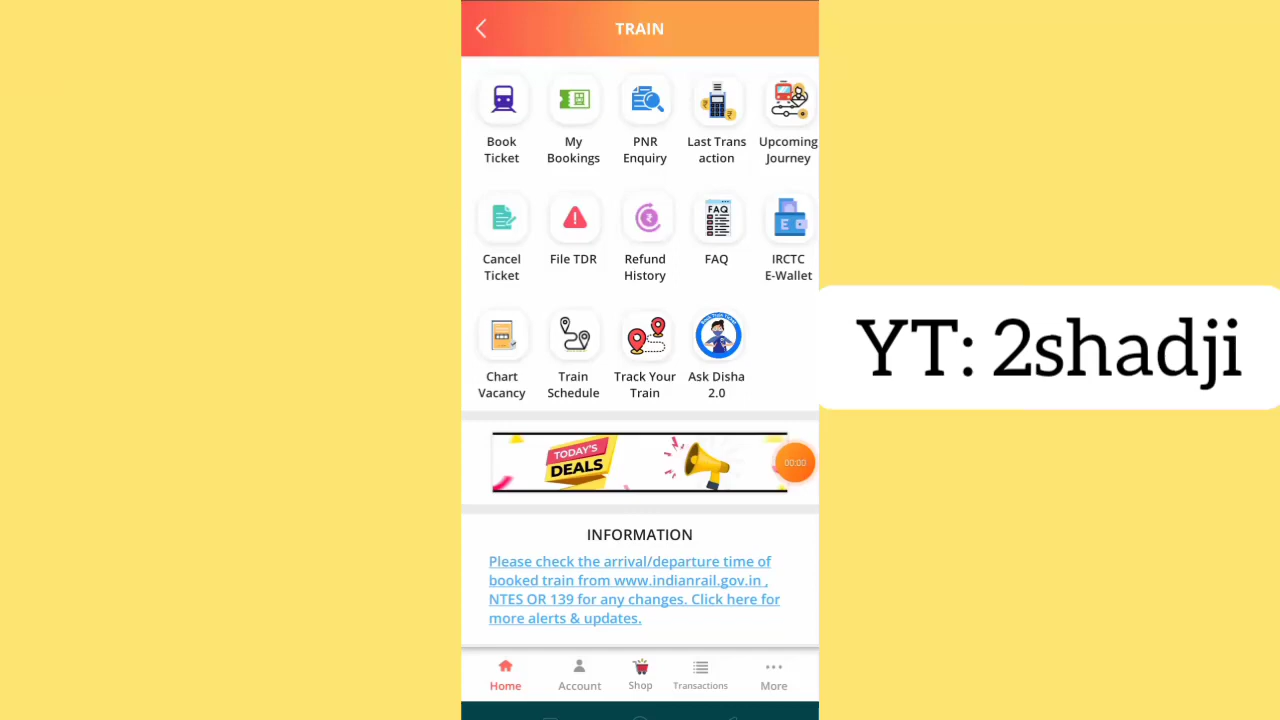 TRAIN
Book
Ticket
My
Bookings
PNR
Enquiry
Last Trans
action
Upcoming
Journey
Cancel
Ticket
File TDR
Refund
History
FAQ
FAQ
IRCTC
E-Wallet
E
Chart
Vacancy
Train
Schedule
Track Your
Train
Ask Disha
2.0
TODAY'S
DEALS
00:00
INFORMATION
Please check the arrival/departure time of
booked train from www.indianrail.gov.in ,
NTES OR 139 for any changes. Click here for
more alerts & updates.
Home
Account
Shop
Transactions
More
YT: 2shadji